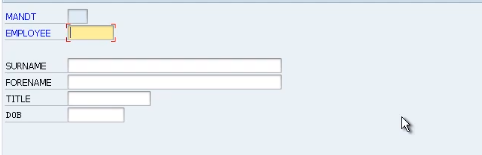 MANDT
EMPLOYEE
SURNAME
FORENAME
TITLE
DOB